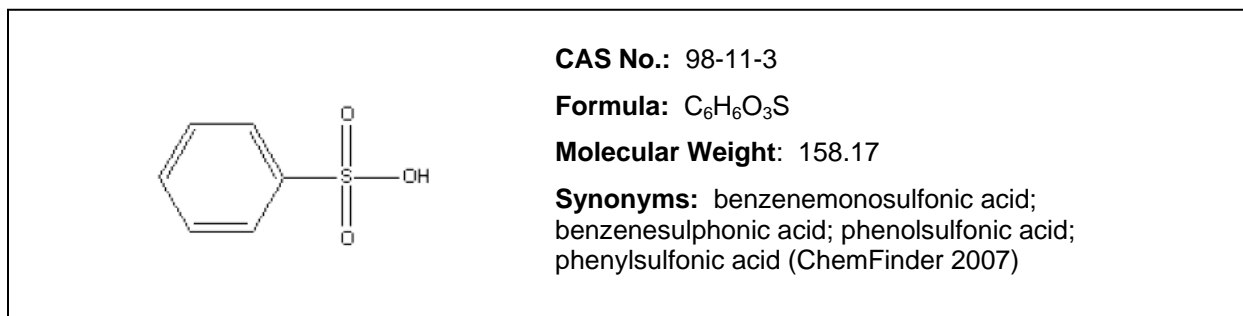 CAS No.: 98-11-3
Formula: C₆H₆O₃S
Molecular Weight: 158.17
Synonyms: benzenemonosulfonic acid;
benzenesulphonic acid; phenolsulfonic acid;
phenylsulfonic acid (ChemFinder 2007)
O
S
OH
O